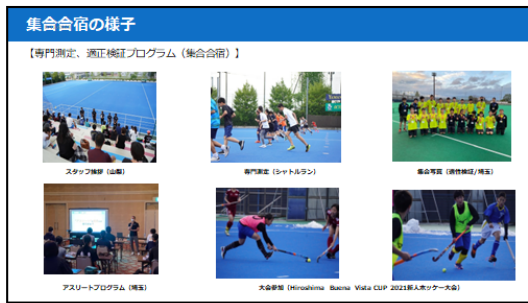 集合合宿の様子
【専門測定、適正検証プログラム（集合合宿）】
スタッフ挨拶（山梨）
専門測定（シャトルラン）
集合写真（適性検証/埼玉）
アスリートプログラム（埼玉）
大会参加（Hiroshima Buena Vista CUP 2021新人ホッケー大会）